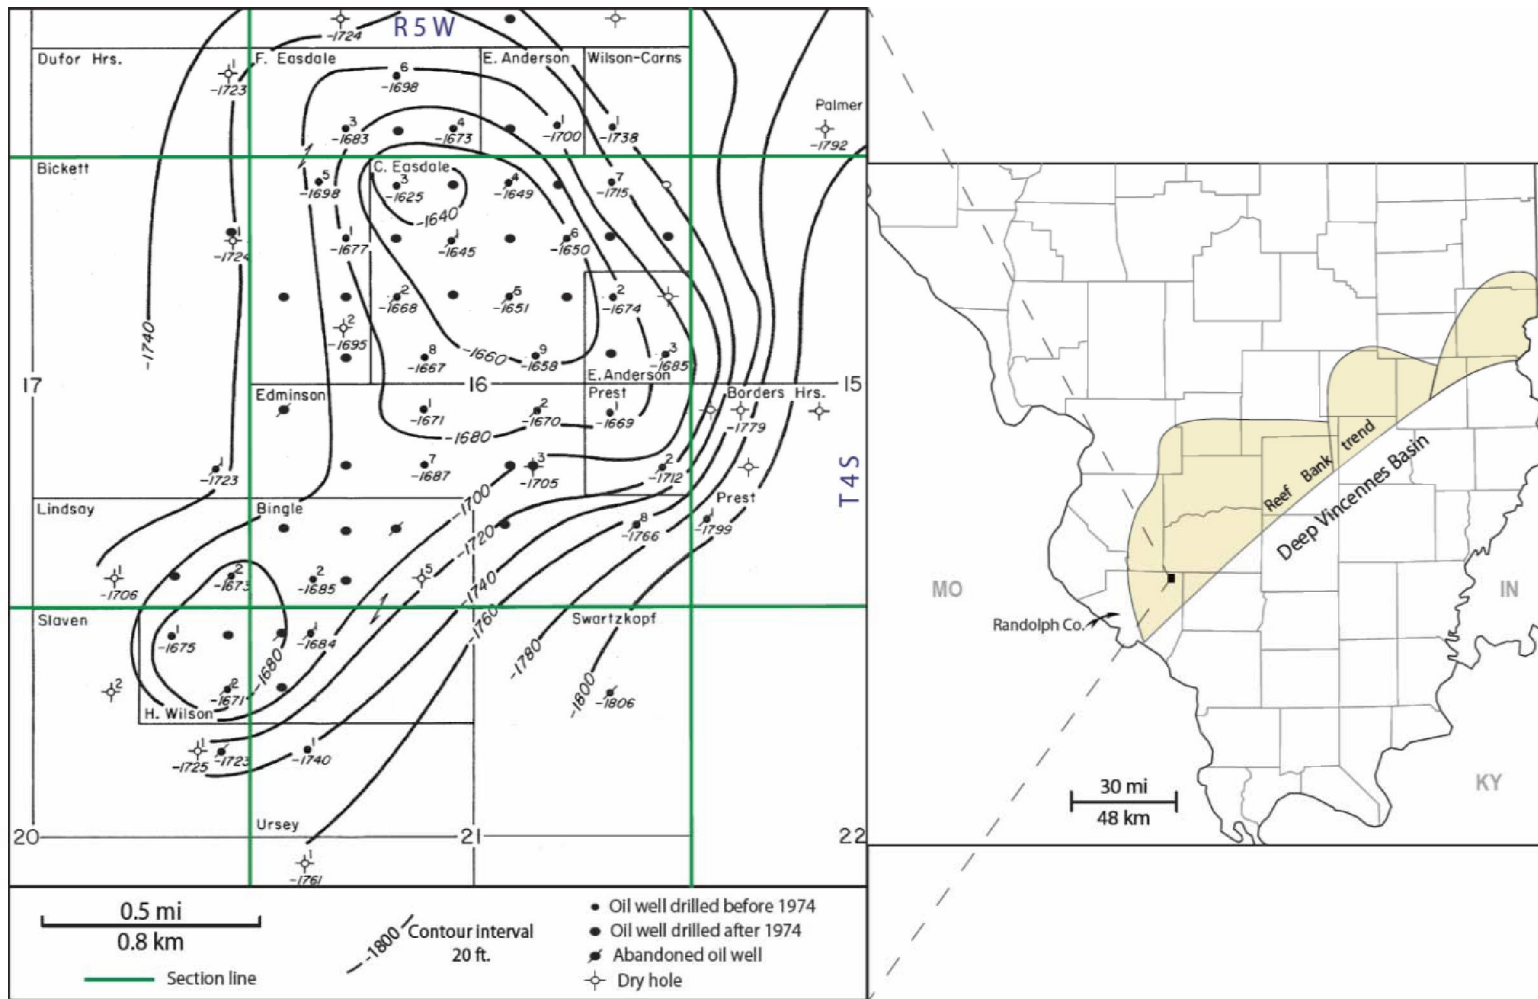 R 5 W
-1724
Dufor Hrs.
F. Easdale
E. Anderson
Wilson-Carns
1
-1723
6
-1698
Palmer
-1792
3
-1683
4
-1673
1
-1700
1
-1738
Bickett
C. Easdale
5
-1698
3
-1625
4
-1649
7
-1715
-1640
1
-1724
1
-1677
1
-1645
6
-1650
2
-1668
5
-1651
2
-1674
-1740
2
-1695
8
-1667
-1660
9
-1658
3
-1685
E. Anderson
17
16
15
Edminson
Prest
Borders Hrs.
1
-1671
2
-1670
1
-1669
-1779
-1680
1
-1723
7
-1687
3
-1705
2
-1712
T 4 S
Lindsay
Bingle
-1700
Prest
-1720
8
-1766
1
-1799
1
-1706
2
-1673
2
-1685
5
-1740
Slaven
-1760
Swartzkopf
1
-1675
1
-1684
-1780
-1680
2
2
-1671
-1800
-1806
H. Wilson
1
-1725
-1723
1
-1740
Ursey
20
21
22
1
-1761
0.5 mi
0.8 km
Section line
-1800
Contour interval
20 ft.
Oil well drilled before 1974
Oil well drilled after 1974
Abandoned oil well
Dry hole
Reef Bank trend
Deep Vincennes Basin
MO
IN
KY
Randolph Co.
30 mi
48 km